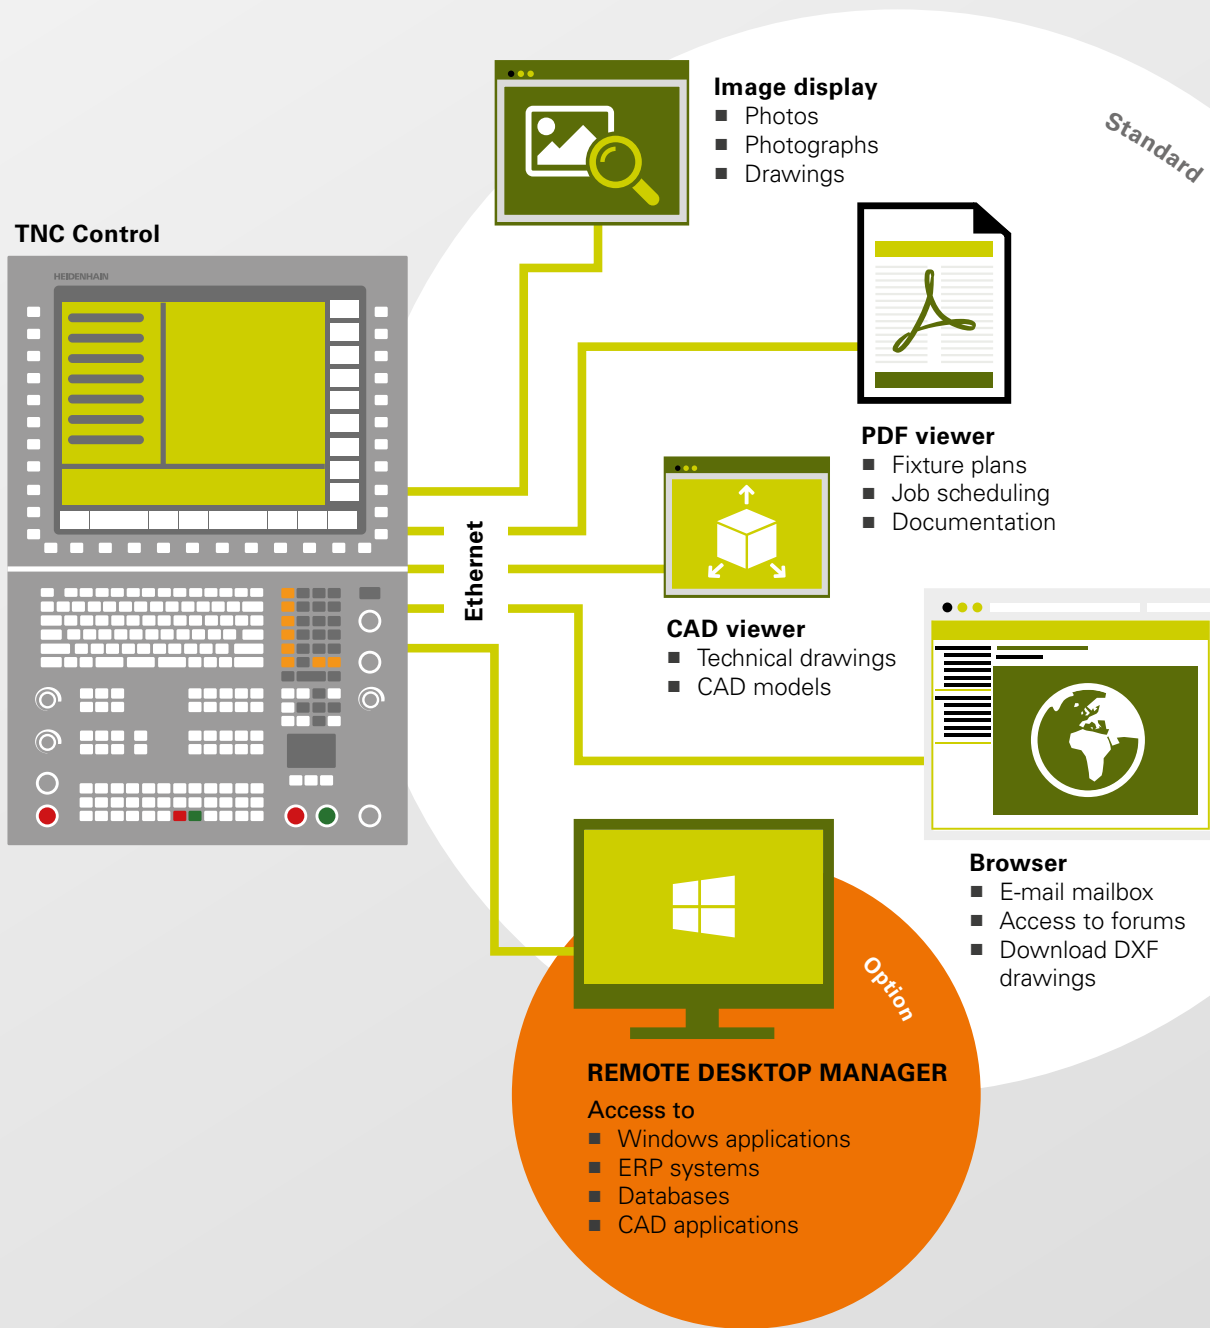 Image display
Photos
Photographs
Drawings
Standard
TNC Control
HEIDENHAIN
PDF viewer
Fixture plans
Job scheduling
Documentation
Ethernet
CAD viewer
Technical drawings
CAD models
Browser
E-mail mailbox
Access to forums
Download DXF
drawings
Option
REMOTE DESKTOP MANAGER
Access to
Windows applications
ERP systems
Databases
CAD applications